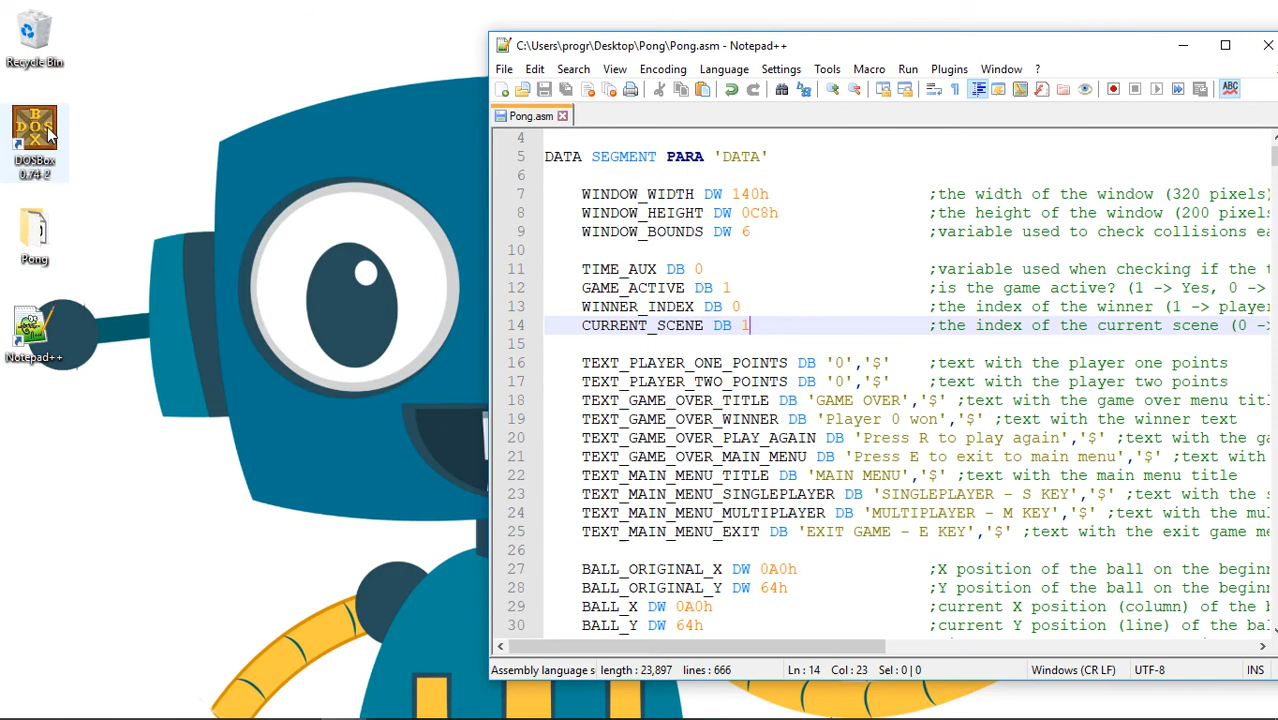 Recycle Bin
BOX
DOS
DOSBox
0.74-2
Pong
Notepad++
C:\Users\progr\Desktop\Pong\Pong.asm - Notepad++
File Edit Search View Encoding Language Settings Tools Macro Run Plugins Window ?
ABC
Pong.asm
4
5 DATA SEGMENT PARA 'DATA'
6
7 WINDOW_WIDTH DW 140h ;the width of the window (320 pixels)
8 WINDOW_HEIGHT DW 0C8h ;the height of the window (200 pixels
9 WINDOW_BOUNDS DW 6 ;variable used to check collisions ea
10
11 TIME_AUX DB 0 ;variable used when checking if the t
12 GAME_ACTIVE DB 1 ;is the game active? (1 -> Yes, 0 ->
13 WINNER_INDEX DB 0 ;the index of the winner (1 -> player
14 CURRENT_SCENE DB 1 ;the index of the current scene (0 ->
15
16 TEXT_PLAYER_ONE_POINTS DB '0','$' ;text with the player one points
17 TEXT_PLAYER_TWO_POINTS DB '0','$' ;text with the player two points
18 TEXT_GAME_OVER_TITLE DB 'GAME OVER','$' ;text with the game over menu titl
19 TEXT_GAME_OVER_WINNER DB 'Player 0 won','$' ;text with the winner text
20 TEXT_GAME_OVER_PLAY_AGAIN DB 'Press R to play again','$' ;text with the ga
21 TEXT_GAME_OVER_MAIN_MENU DB 'Press E to exit to main menu','$' ;text with
22 TEXT_MAIN_MENU_TITLE DB 'MAIN MENU','$' ;text with the main menu title
23 TEXT_MAIN_MENU_SINGLEPLAYER DB 'SINGLEPLAYER - S KEY','$' ;text with the s
24 TEXT_MAIN_MENU_MULTIPLAYER DB 'MULTIPLAYER - M KEY','$' ;text with the mul
25 TEXT_MAIN_MENU_EXIT DB 'EXIT GAME - E KEY','$' ;text with the exit game me
26
27 BALL_ORIGINAL_X DW 0A0h ;X position of the ball on the beginn
28 BALL_ORIGINAL_Y DW 64h ;Y position of the ball on the beginn
29 BALL_X DW 0A0h ;current X position (column) of the b
30 BALL_Y DW 64h ;current Y position (line) of the bal
Assembly language s length : 23,897 lines : 666 Ln : 14 Col : 23 Sel : 0 | 0 Windows (CR LF) UTF-8 INS